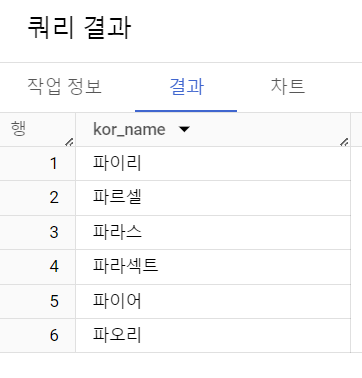 쿼리 결과
작업 정보 결과 차트
행 kor_name
1 파이리
2 파르셀
3 파라스
4 파라섹트
5 파이어
6 파오리